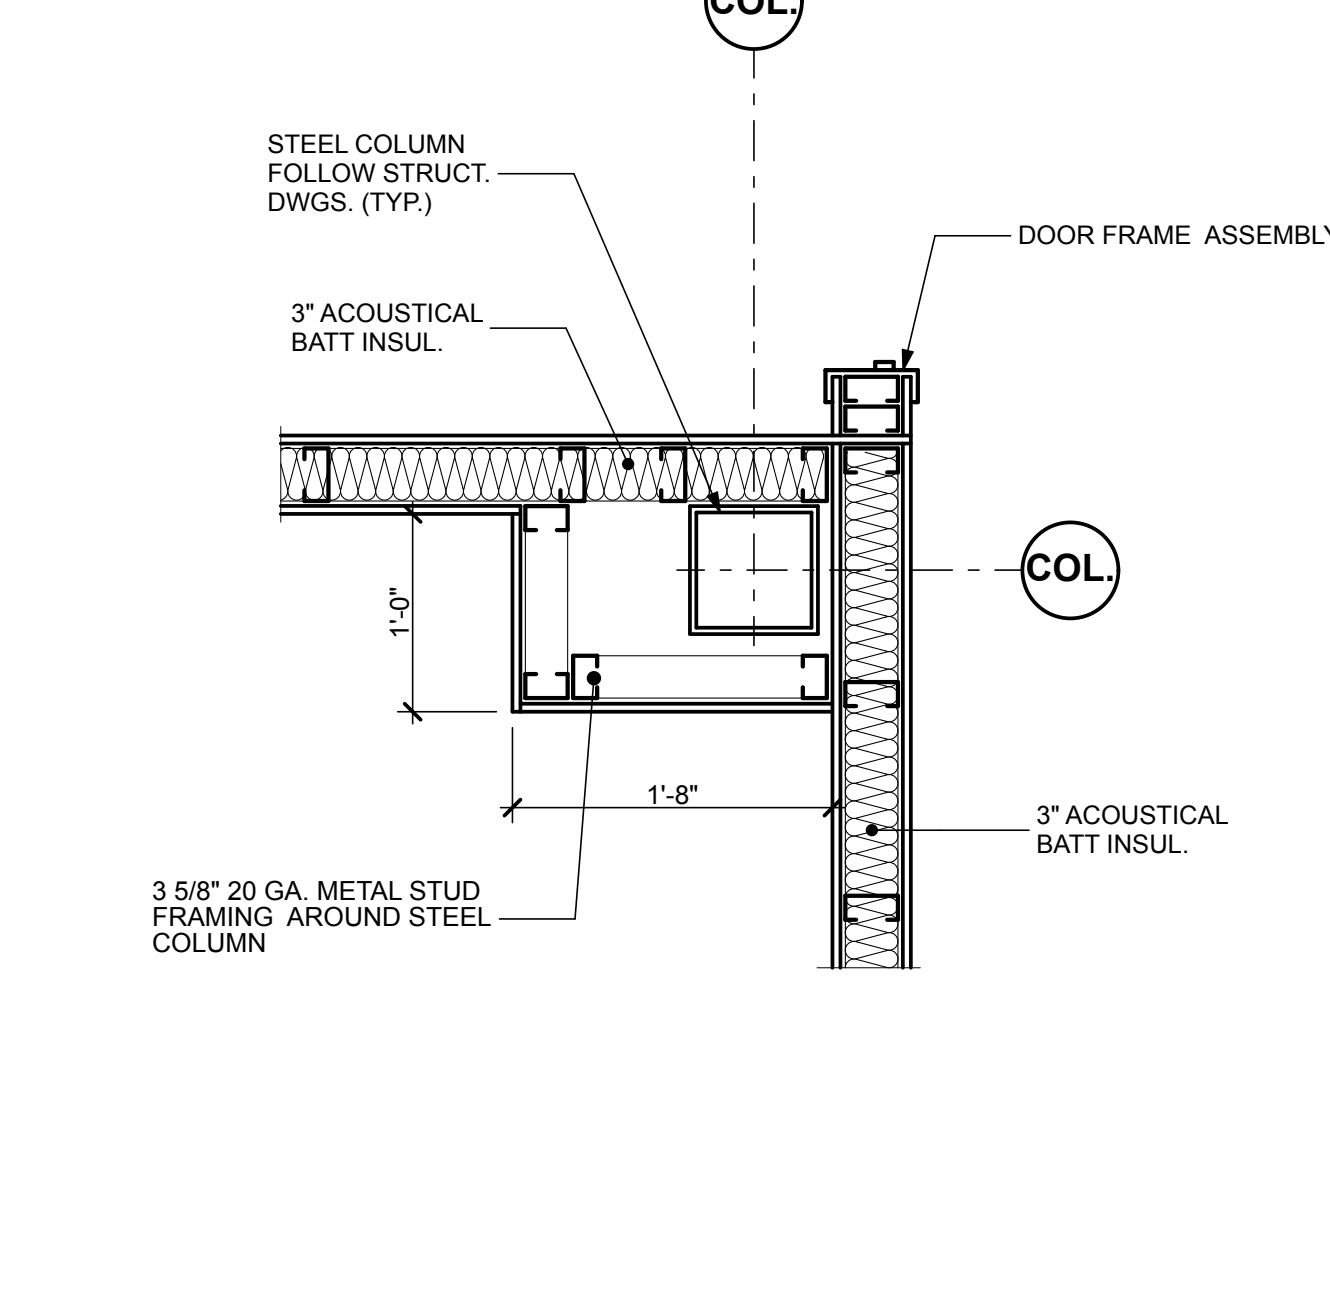 COL.
STEEL COLUMN
FOLLOW STRUCT.
DWGS. (TYP.)
DOOR FRAME ASSEMBLY
3" ACOUSTICAL
BATT INSUL.
COL.
1'-0"
1'-8"
3" ACOUSTICAL
BATT INSUL.
3 5/8" 20 GA. METAL STUD
FRAMING AROUND STEEL
COLUMN